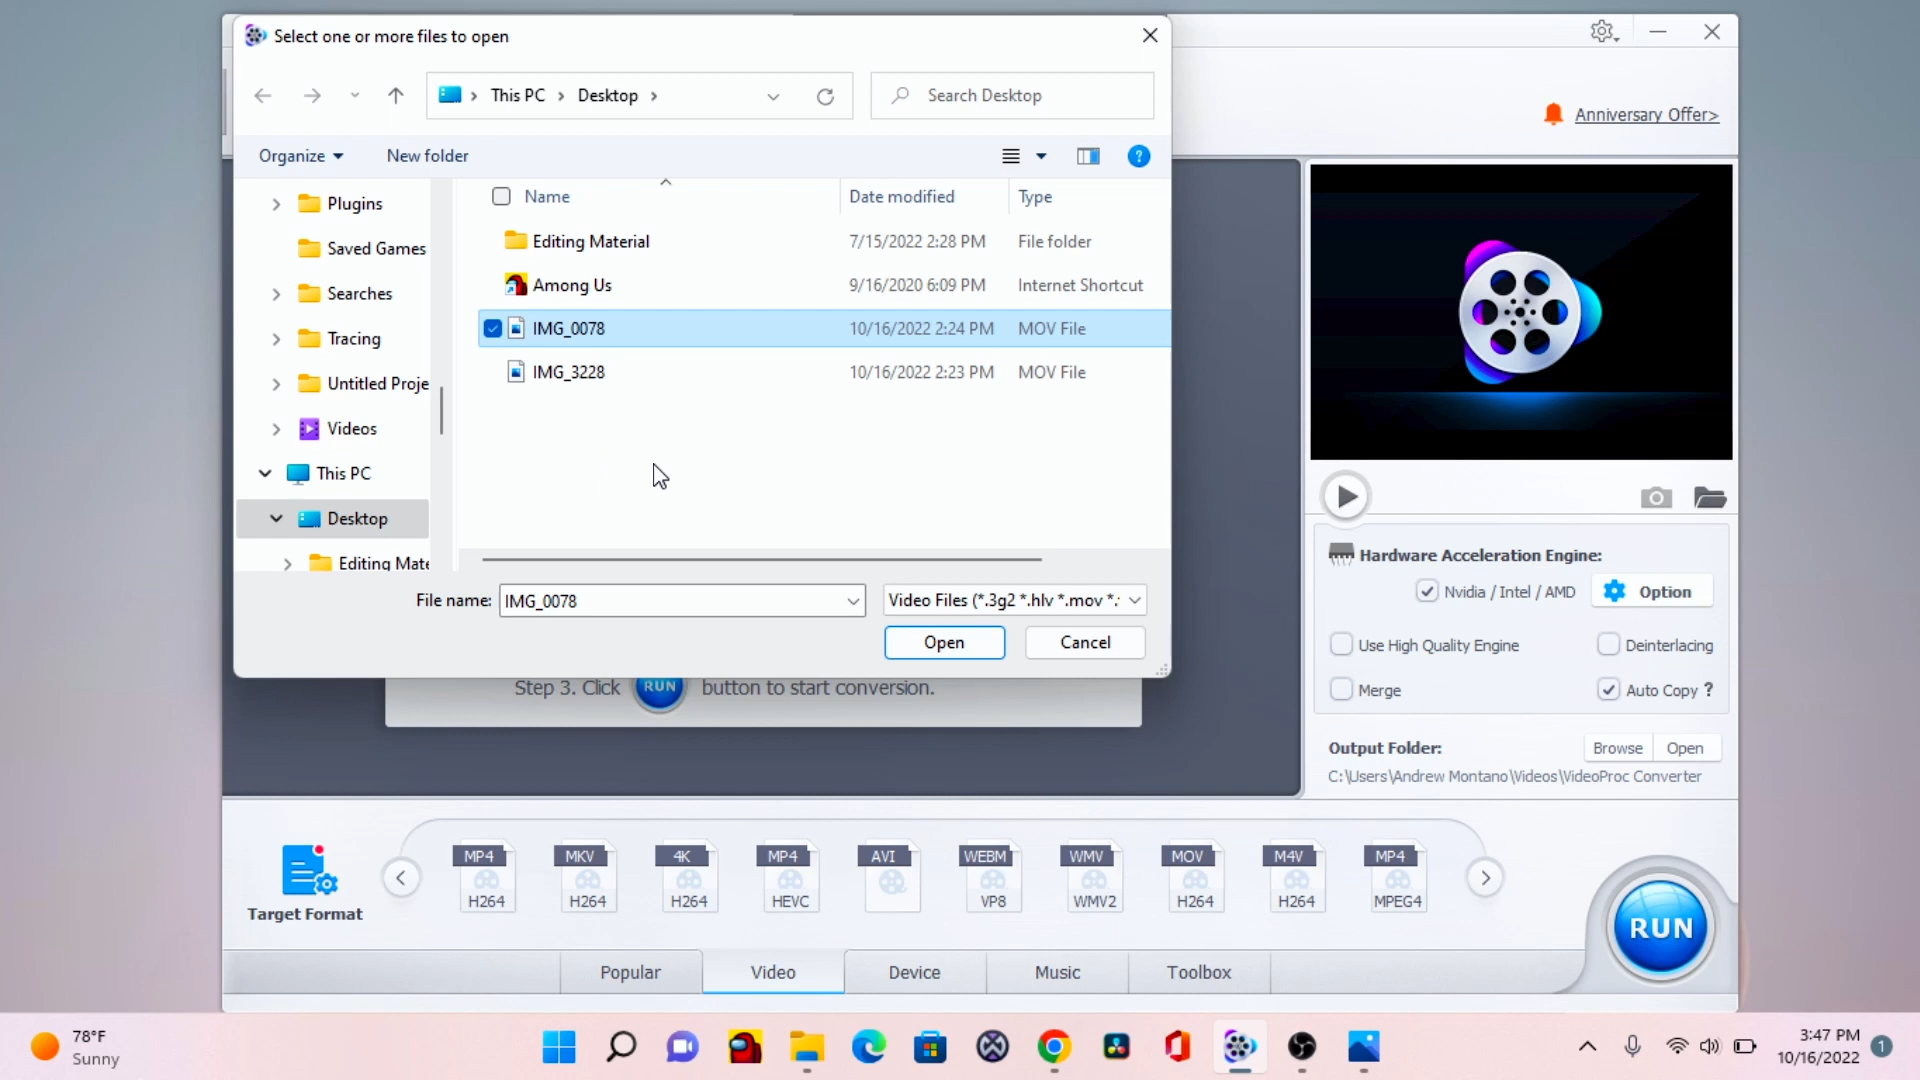 Select one or more files to open
This PC > Desktop >
Search Desktop
Anniversary Offer>
Organize
New folder
Name
Date modified
Type
Plugins
Saved Games
Searches
Tracing
Untitled Proje
Videos
This PC
Desktop
Editing Mate
Editing Material 7/15/2022 2:28 PM File folder
Among Us 9/16/2020 6:09 PM Internet Shortcut
IMG_0078 10/16/2022 2:24 PM MOV File
IMG_3228 10/16/2022 2:23 PM MOV File
File name: IMG_0078
Video Files (*.3g2 *.hlv *.mov *.
Open
Cancel
Step 3. Click RUN button to start conversion.
Hardware Acceleration Engine:
Nvidia / Intel / AMD
Option
Use High Quality Engine
Deinterlacing
Merge
Auto Copy ?
Output Folder:
Browse
Open
C:\Users\Andrew Montano\Videos\VideoProc Converter
Target Format
MP4 H264
MKV H264
4K H264
MP4 HEVC
AVI
WEBM VP8
WMV WMV2
MOV H264
M4V H264
MP4 MPEG4
RUN
Popular
Video
Device
Music
Toolbox
78°F
Sunny
3:47 PM
10/16/2022
1